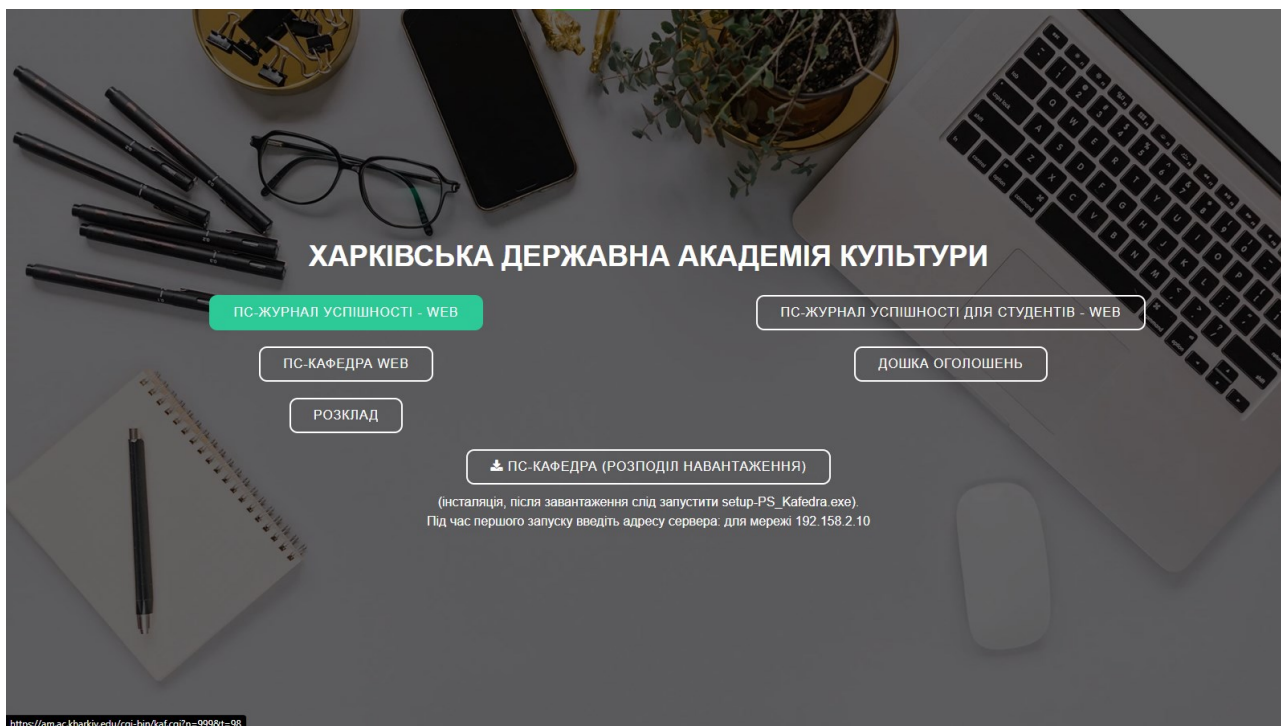 ХАРКІВСЬКА ДЕРЖАВНА АКАДЕМІЯ КУЛЬТУРИ
ПС-ЖУРНАЛ УСПІШНОСТІ - WEB
ПС-ЖУРНАЛ УСПІШНОСТІ ДЛЯ СТУДЕНТІВ - WEB
ПС-КАФЕДРА WEB
ДОШКА ОГОЛОШЕНЬ
РОЗКЛАД
ПС-КАФЕДРА (РОЗПОДІЛ НАВАНТАЖЕННЯ)
(інсталяція, після завантаження слід запустити setup-PS_Kafedra.exe).
Під час першого запуску введіть адресу сервера: для мережі 192.158.2.10
https://am.ac.kharkiv.edu/cgi-bin/kaf.cgi?n=999&t=98